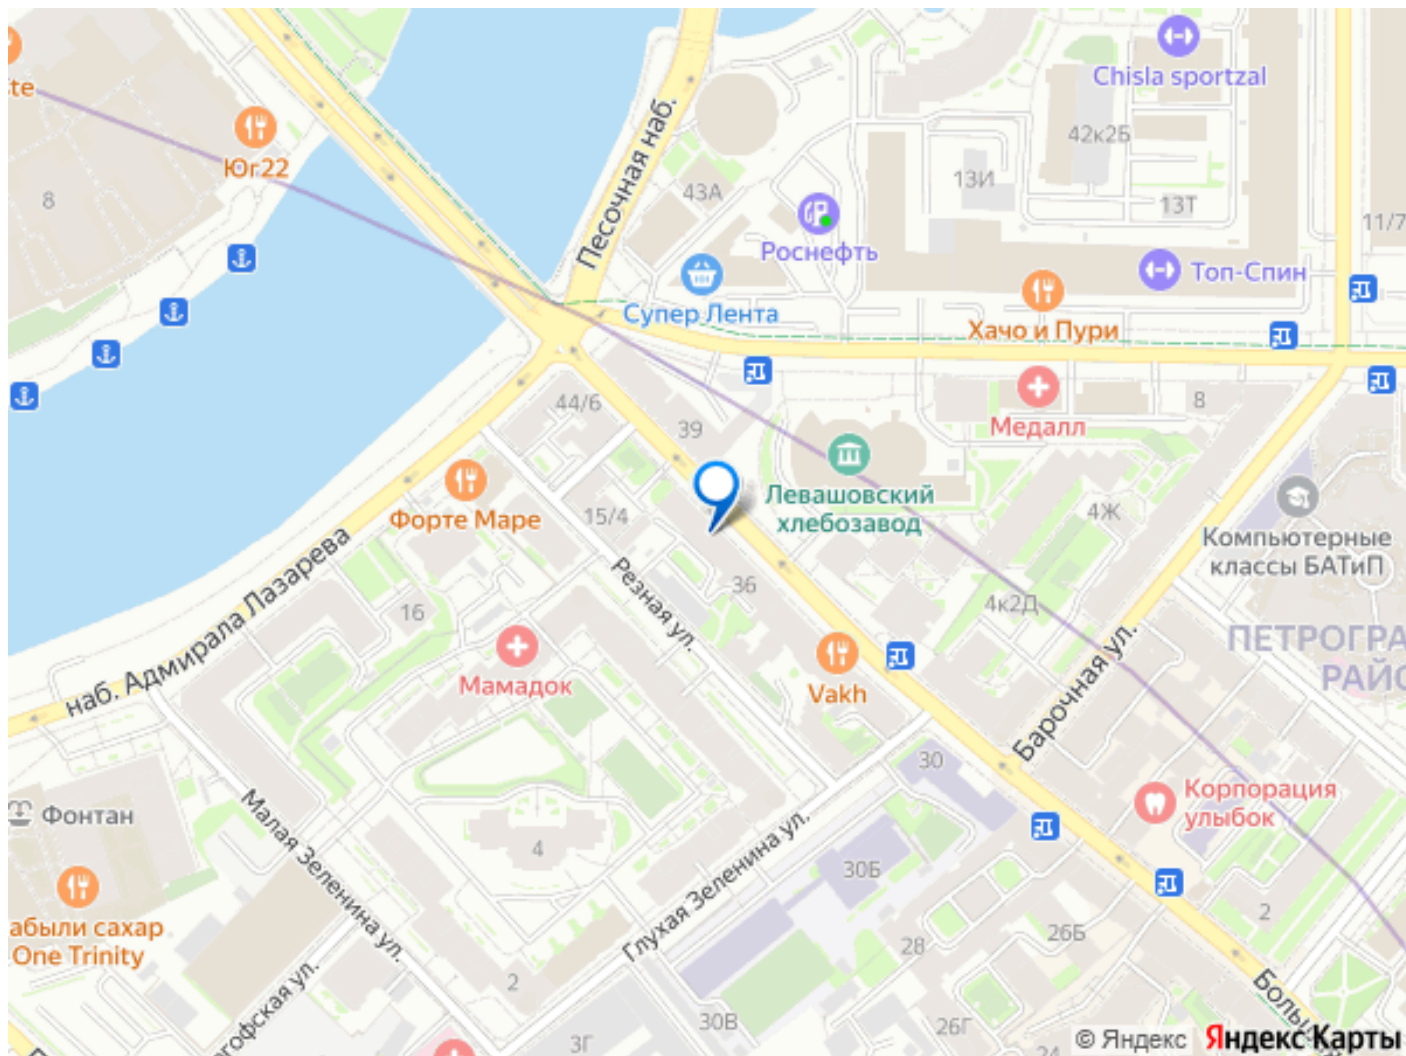 Chisla sportzal
ste
Юг22
42к2Б
8
43А
13И
13Т
11/7
Песочная наб.
Роснефть
Топ-Спин
Супер Лента
Хачо и Пури
44/6
39
Медалл
8
Форте Маре
15/4
Левашовский
хлебозавод
4Ж
Компьютерные
классы БАТиП
наб. Адмирала Лазарева
16
Резная ул.
36
4к2Д
ПЕТРОГРА
РАЙО
Мамадок
Vakh
Барочная ул.
30
Корпорация
улыбок
Фонтан
Малая Зеленина ул.
4
Глухая Зеленина ул.
30Б
2
абыли сахар
One Trinity
28
26Б
2
гофская ул.
30В
3Г
26Г
24
Больш
© Яндекс Яндекс Карты